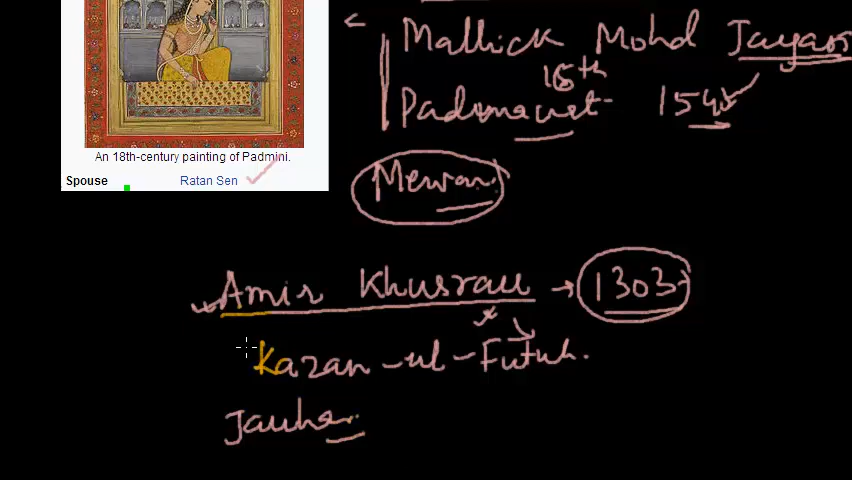 Mallick Mohd Jayasi
16th
Padmavat 1540
An 18th-century painting of Padmini.
Spouse Ratan Sen
Mewar
Amir Khusrau → 1303
Kazan-ul-Futuh.
Jauhar